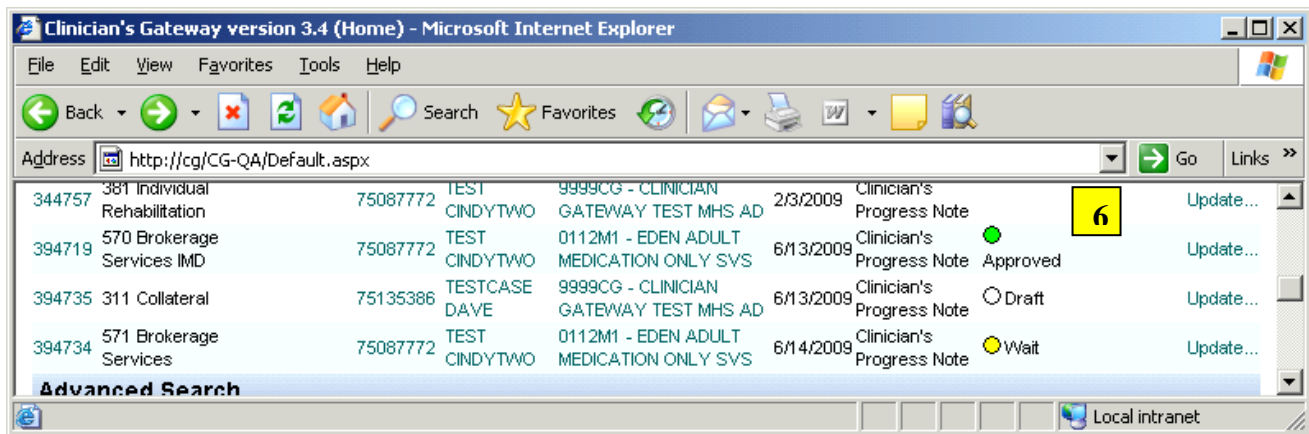 Clinician's Gateway version 3.4 (Home) - Microsoft Internet Explorer
File Edit View Favorites Tools Help
Back Search Favorites
Address http://cg/CG-QA/Default.aspx Go Links »
344757 381 Individual Rehabilitation 75087772 TEST CINDYTWO 9999CG - CLINICIAN GATEWAY TEST MHS AD 2/3/2009 Clinician's Progress Note 6 Update...
394719 570 Brokerage Services IMD 75087772 TEST CINDYTWO 0112M1 - EDEN ADULT MEDICATION ONLY SVS 6/13/2009 Clinician's Progress Note Approved Update...
394735 311 Collateral 75135386 TESTCASE DAVE 9999CG - CLINICIAN GATEWAY TEST MHS AD 6/13/2009 Clinician's Progress Note Draft Update...
394734 571 Brokerage Services 75087772 TEST CINDYTWO 0112M1 - EDEN ADULT MEDICATION ONLY SVS 6/14/2009 Clinician's Progress Note Wait Update...
Advanced Search
Local intranet